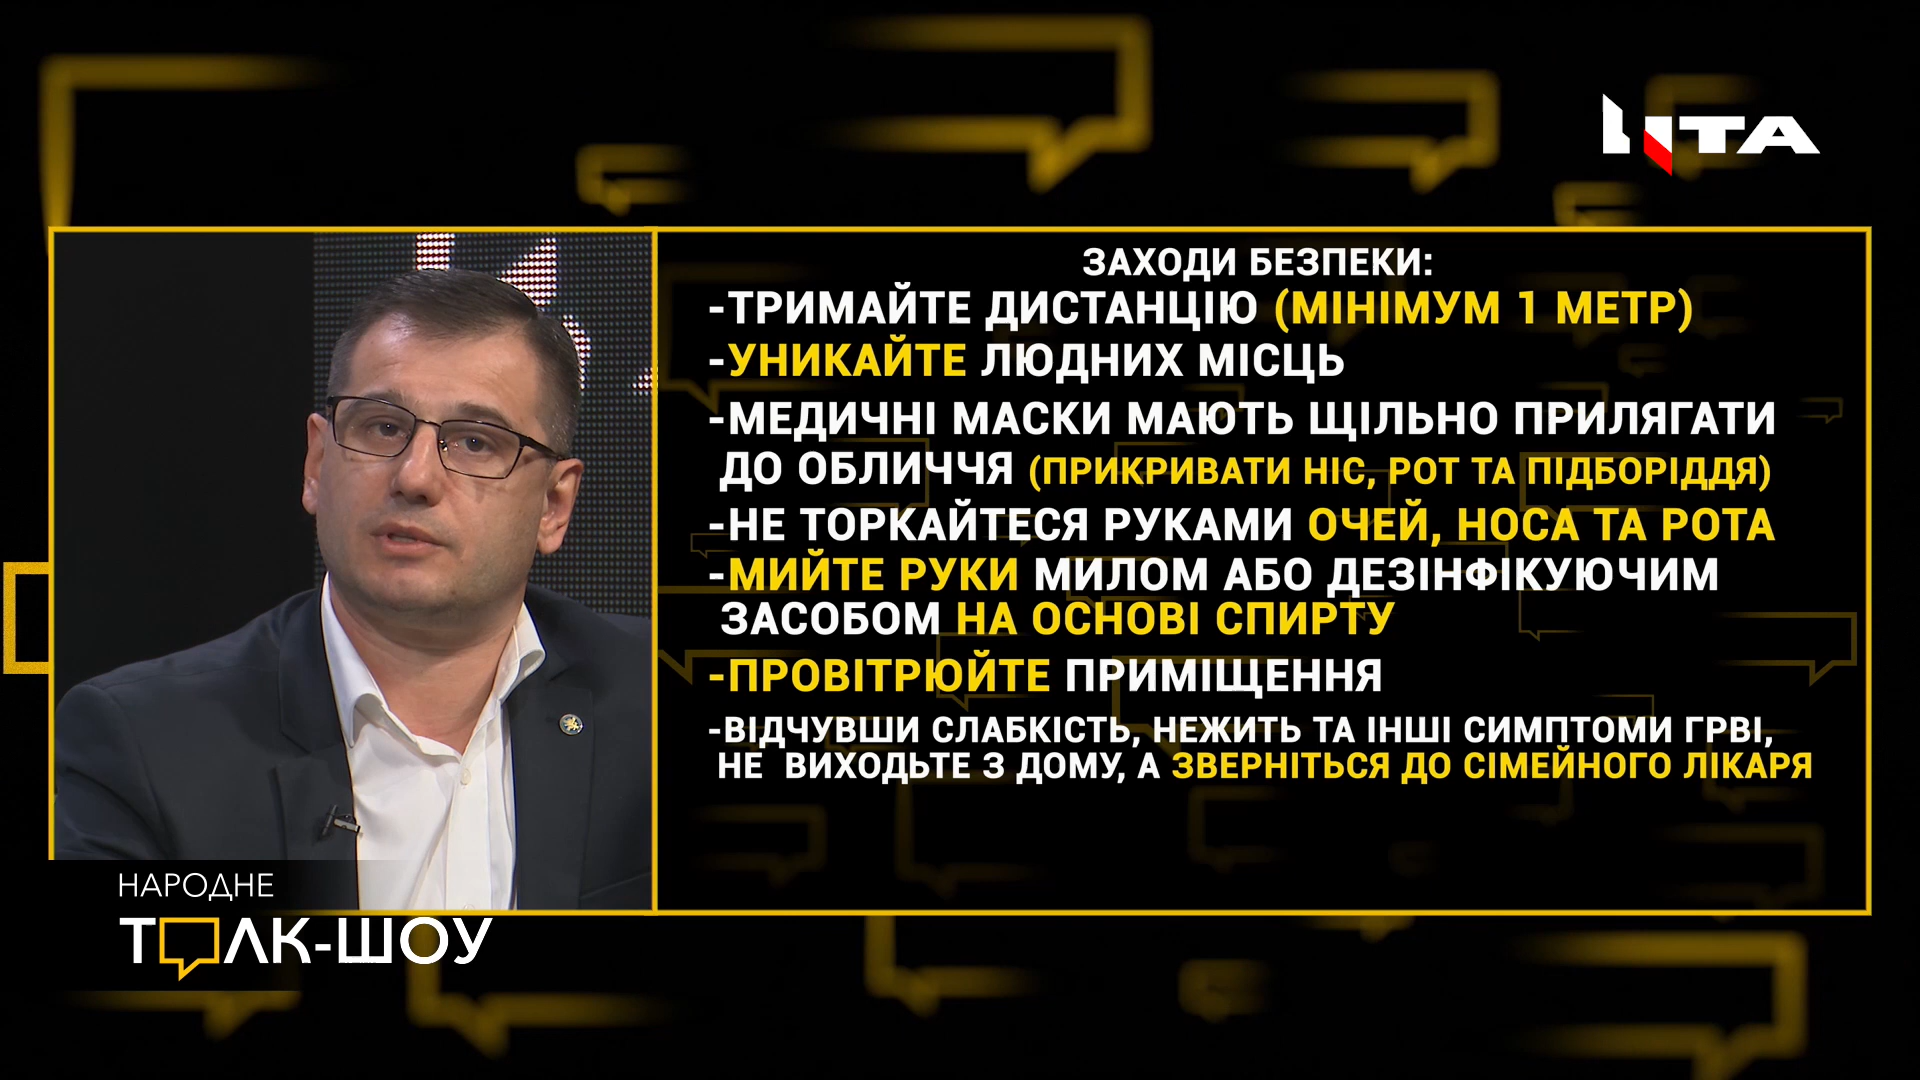 НТА
ЗАХОДИ БЕЗПЕКИ:
-ТРИМАЙТЕ ДИСТАНЦІЮ (МІНІМУМ 1 МЕТР)
-УНИКАЙТЕ ЛЮДНИХ МІСЦЬ
-МЕДИЧНІ МАСКИ МАЮТЬ ЩІЛЬНО ПРИЛЯГАТИ
ДО ОБЛИЧЧЯ (ПРИКРИВАТИ НІС, РОТ ТА ПІДБОРІДДЯ)
-НЕ ТОРКАЙТЕСЯ РУКАМИ ОЧЕЙ, НОСА ТА РОТА
-МИЙТЕ РУКИ МИЛОМ АБО ДЕЗІНФІКУЮЧИМ
ЗАСОБОМ НА ОСНОВІ СПИРТУ
-ПРОВІТРЮЙТЕ ПРИМІЩЕННЯ
-ВІДЧУВШИ СЛАБКІСТЬ, НЕЖИТЬ ТА ІНШІ СИМПТОМИ ГРВІ,
НЕ ВИХОДЬТЕ З ДОМУ, А ЗВЕРНІТЬСЯ ДО СІМЕЙНОГО ЛІКАРЯ
НАРОДНЕ
ТОЛК-ШОУ